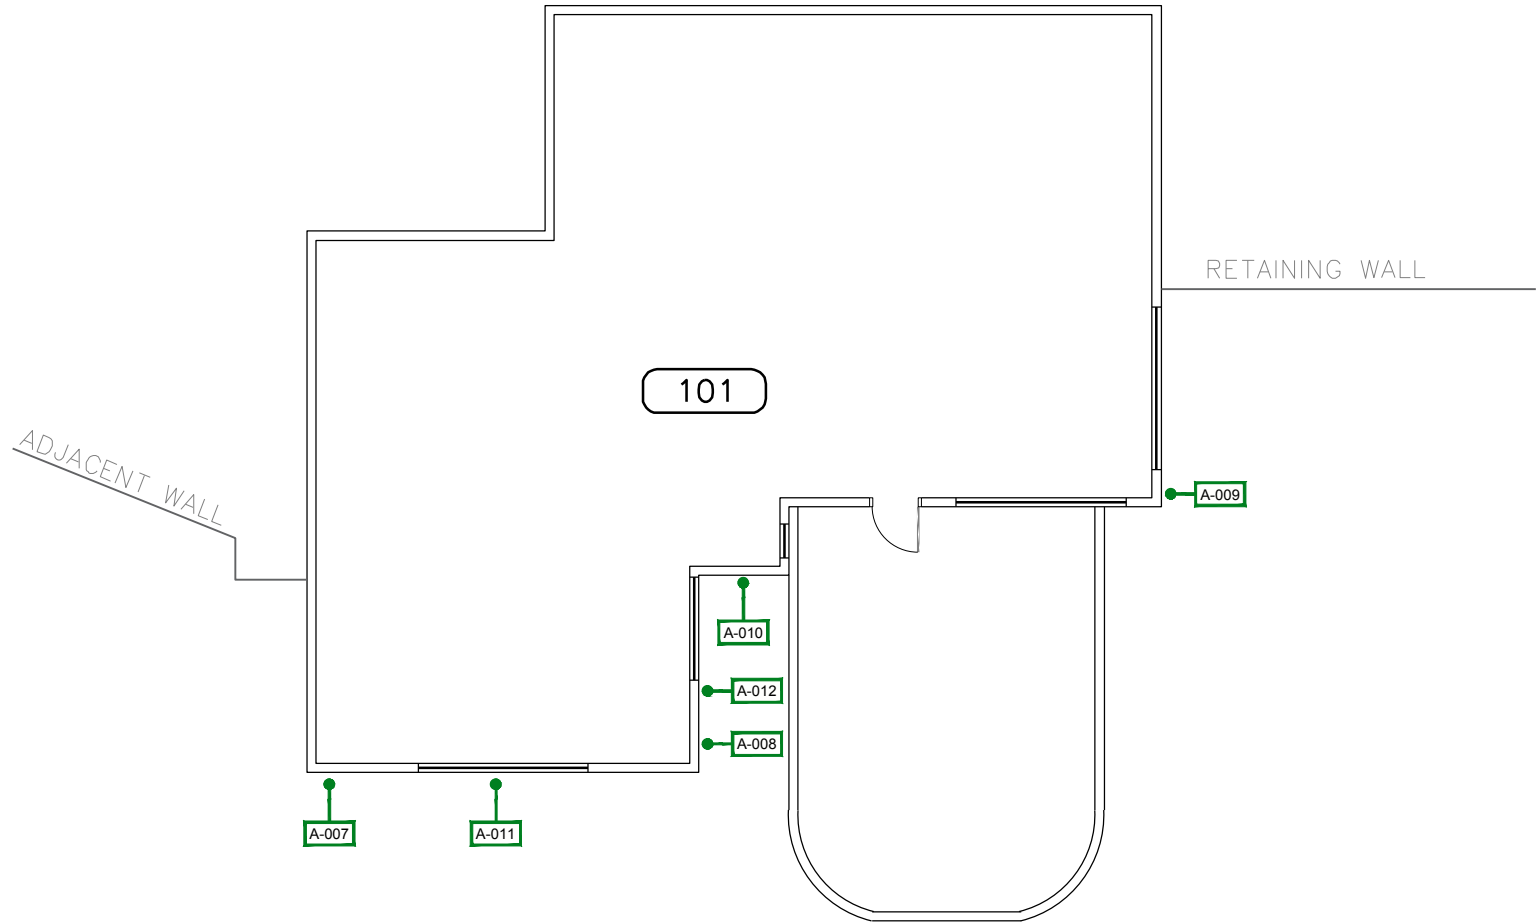 RETAINING WALL
101
ADJACENT WALL
A-009
A-010
A-012
A-008
A-007
A-011